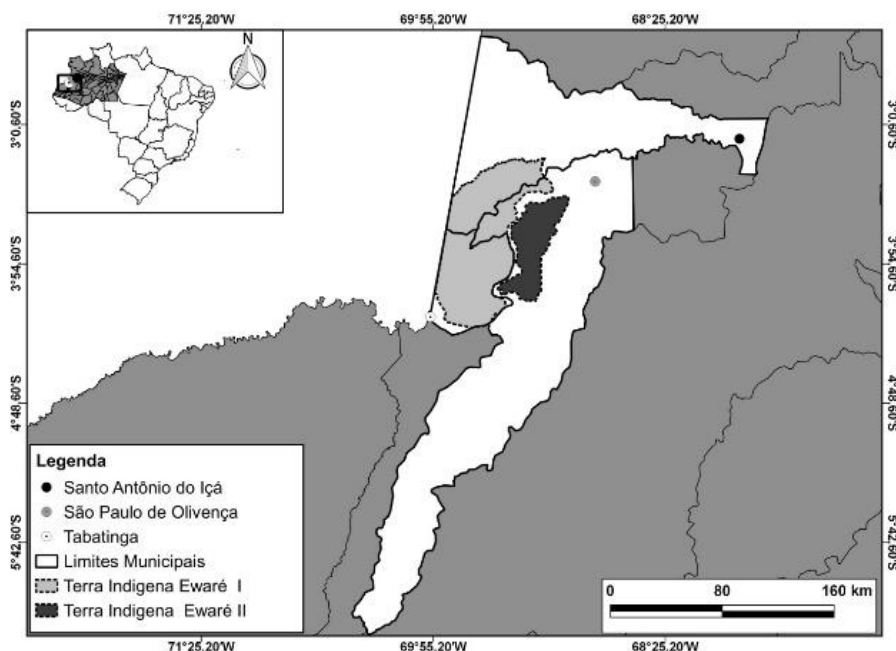 71°25,20'W 69°55,20'W 68°25,20'W
N
3°0,60'S 3°0,60'S
3°54,60'S 3°54,60'S
4°48,60'S 4°48,60'S
5°42,60'S 5°42,60'S
Legenda
Santo Antônio do Içá
São Paulo de Olivença
Tabatinga
Limites Municipais
Terra Indigena Ewaré I
Terra Indigena Ewaré II
0 80 160 km
71°25,20'W 69°55,20'W 68°25,20'W